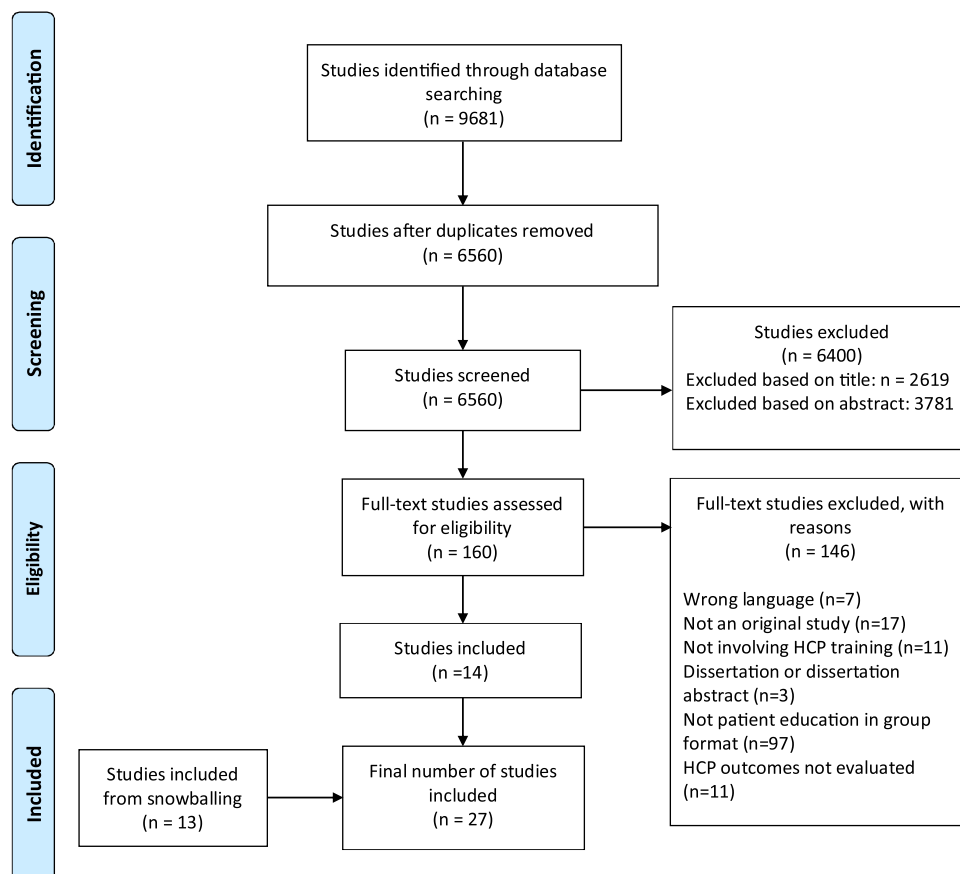 Identification
Studies identified through database
searching
(n = 9681)
Studies after duplicates removed
(n = 6560)
Screening
Studies screened
(n = 6560)
Studies excluded
(n = 6400)
Excluded based on title: n = 2619
Excluded based on abstract: 3781
Eligibility
Full-text studies assessed
for eligibility
(n = 160)
Full-text studies excluded, with
reasons
(n = 146)
Wrong language (n=7)
Not an original study (n=17)
Not involving HCP training (n=11)
Dissertation or dissertation
abstract (n=3)
Not patient education in group
format (n=97)
HCP outcomes not evaluated
(n=11)
Studies included
(n =14)
Included
Studies included
from snowballing
(n = 13)
Final number of studies
included
(n = 27)